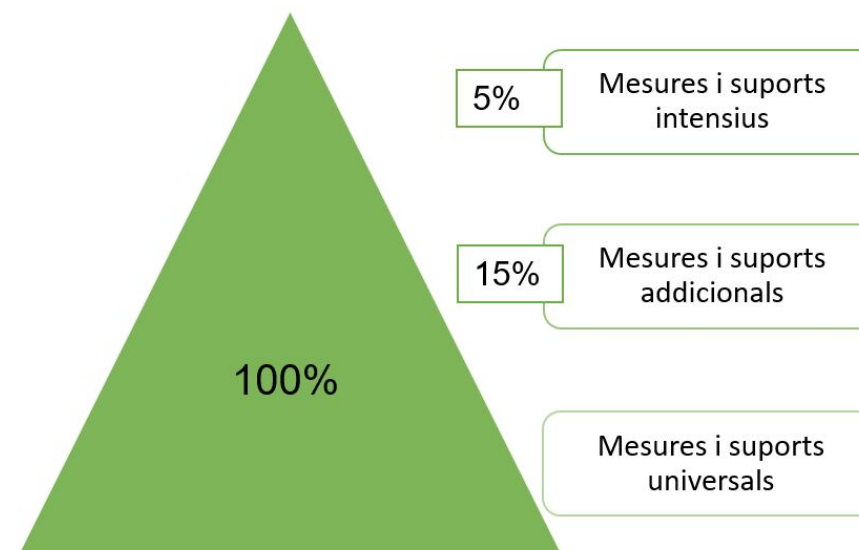 5%
Mesures i suports
intensius
15%
Mesures i suports
addicionals
100%
Mesures i suports
universals